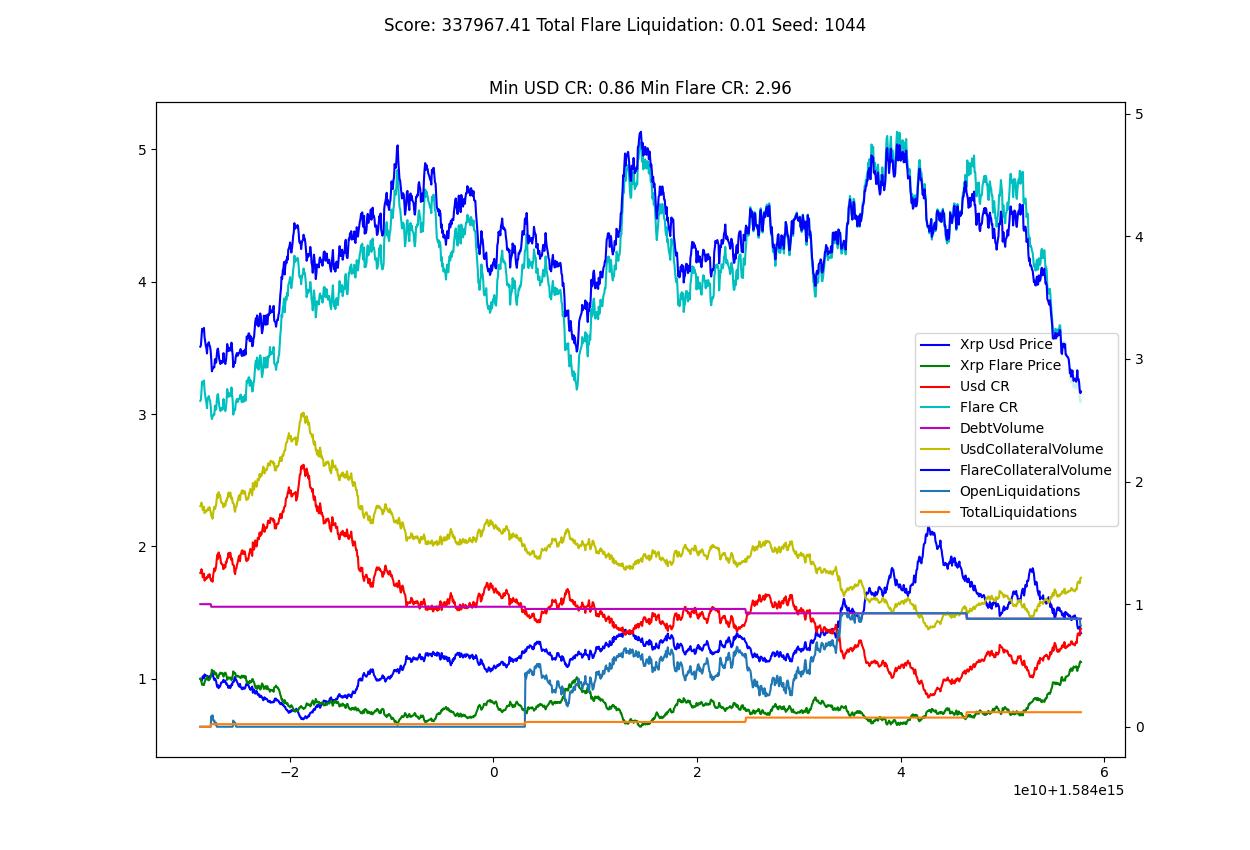 Score: 337967.41 Total Flare Liquidation: 0.01 Seed: 1044
Min USD CR: 0.86 Min Flare CR: 2.96
5
4
3
2
1
5
4
3
2
1
0
Xrp Usd Price
Xrp Flare Price
Usd CR
Flare CR
DebtVolume
UsdCollateralVolume
FlareCollateralVolume
OpenLiquidations
TotalLiquidations
−2
0
2
4
6
1e10+1.584e15